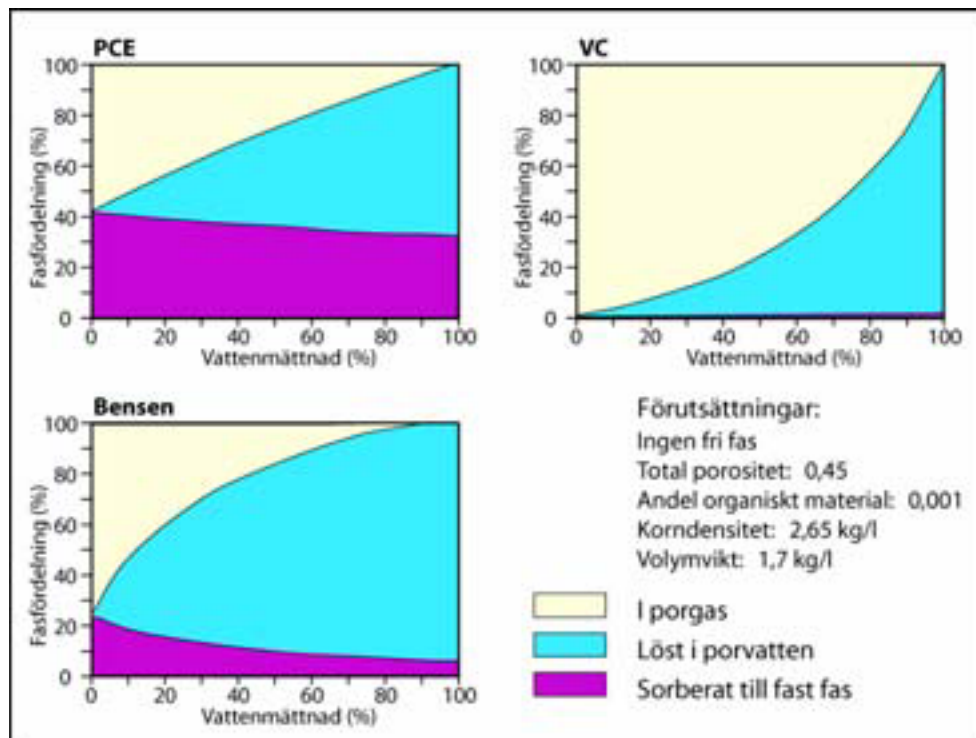 PCE
100
80
60
40
20
0
Fasfördelning (%)
0 20 40 60 80 100
Vattenmättnad (%)
VC
100
80
60
40
20
0
Fasfördelning (%)
0 20 40 60 80 100
Vattenmättnad (%)
Bensen
100
80
60
40
20
0
Fasfördelning (%)
0 20 40 60 80 100
Vattenmättnad (%)
Förutsättningar:
Ingen fri fas
Total porositet: 0,45
Andel organiskt material: 0,001
Korndensitet: 2,65 kg/l
Volymvikt: 1,7 kg/l
I porgas
Löst i porvatten
Sorberat till fast fas